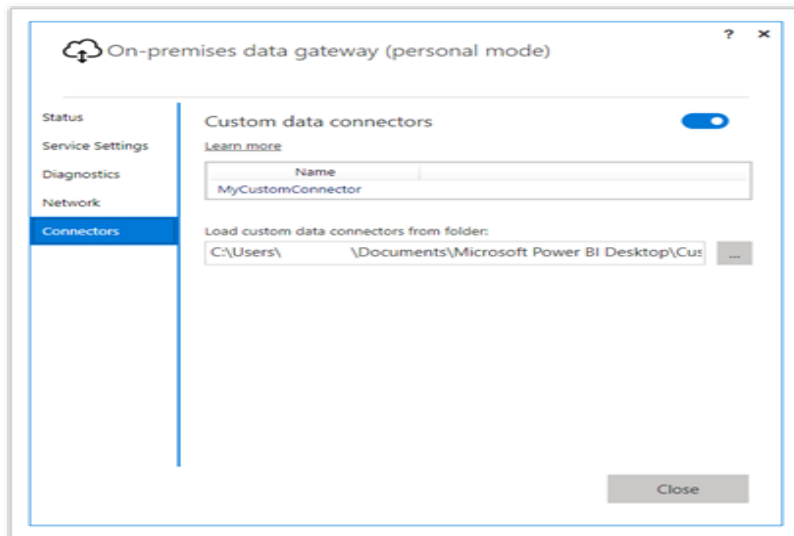 ? ×
On-premises data gateway (personal mode)
Status
Service Settings
Diagnostics
Network
Connectors
Custom data connectors
Learn more
Name
MyCustomConnector
Load custom data connectors from folder:
C:\Users\ \Documents\Microsoft Power BI Desktop\Cus
...
Close